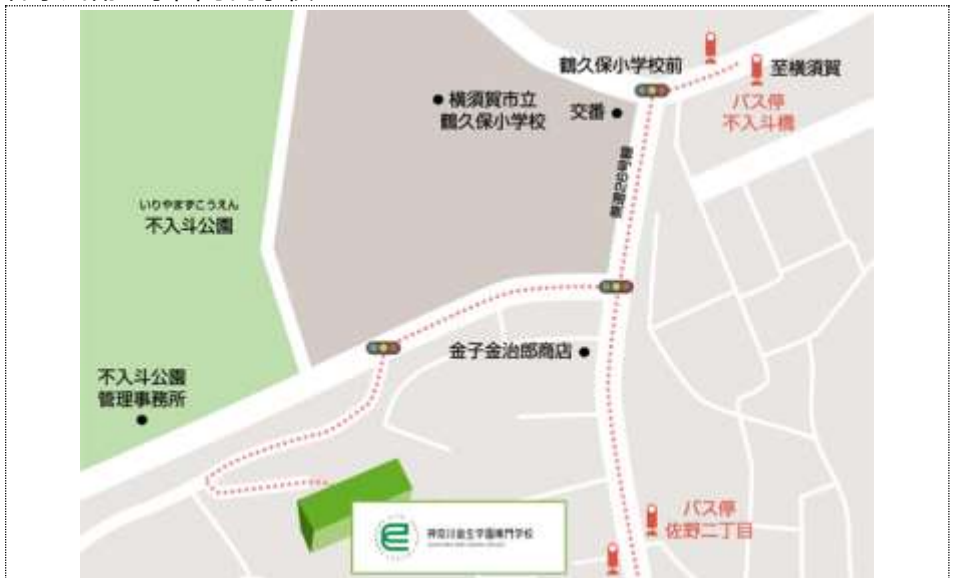 鶴久保小学校前
至横須賀
バス停
不入斗橋
横須賀市立
鶴久保小学校
交番
いりやまずこうえん
不入斗公園
金子金治郎商店
不入斗公園
管理事務所
バス停
佐野二丁目